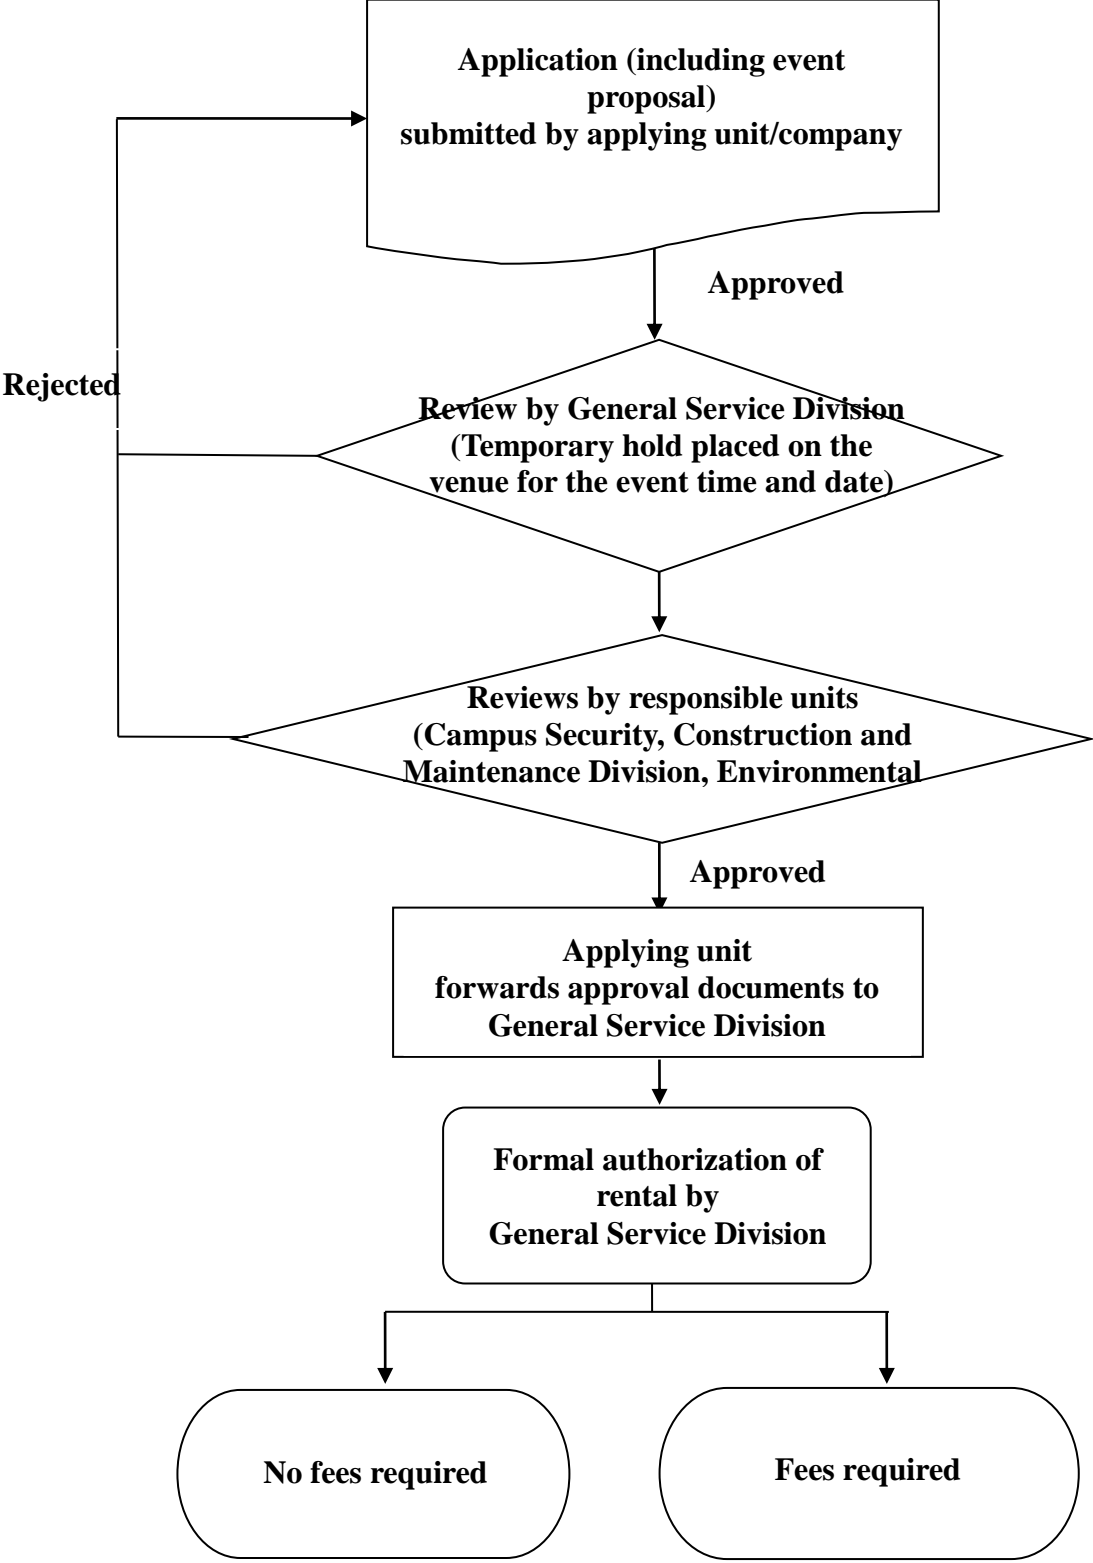 Application (including event
proposal)
submitted by applying unit/company
Approved
Rejected
Review by General Service Division
(Temporary hold placed on the
venue for the event time and date)
Reviews by responsible units
(Campus Security, Construction and
Maintenance Division, Environmental
Approved
Applying unit
forwards approval documents to
General Service Division
Formal authorization of
rental by
General Service Division
No fees required
Fees required